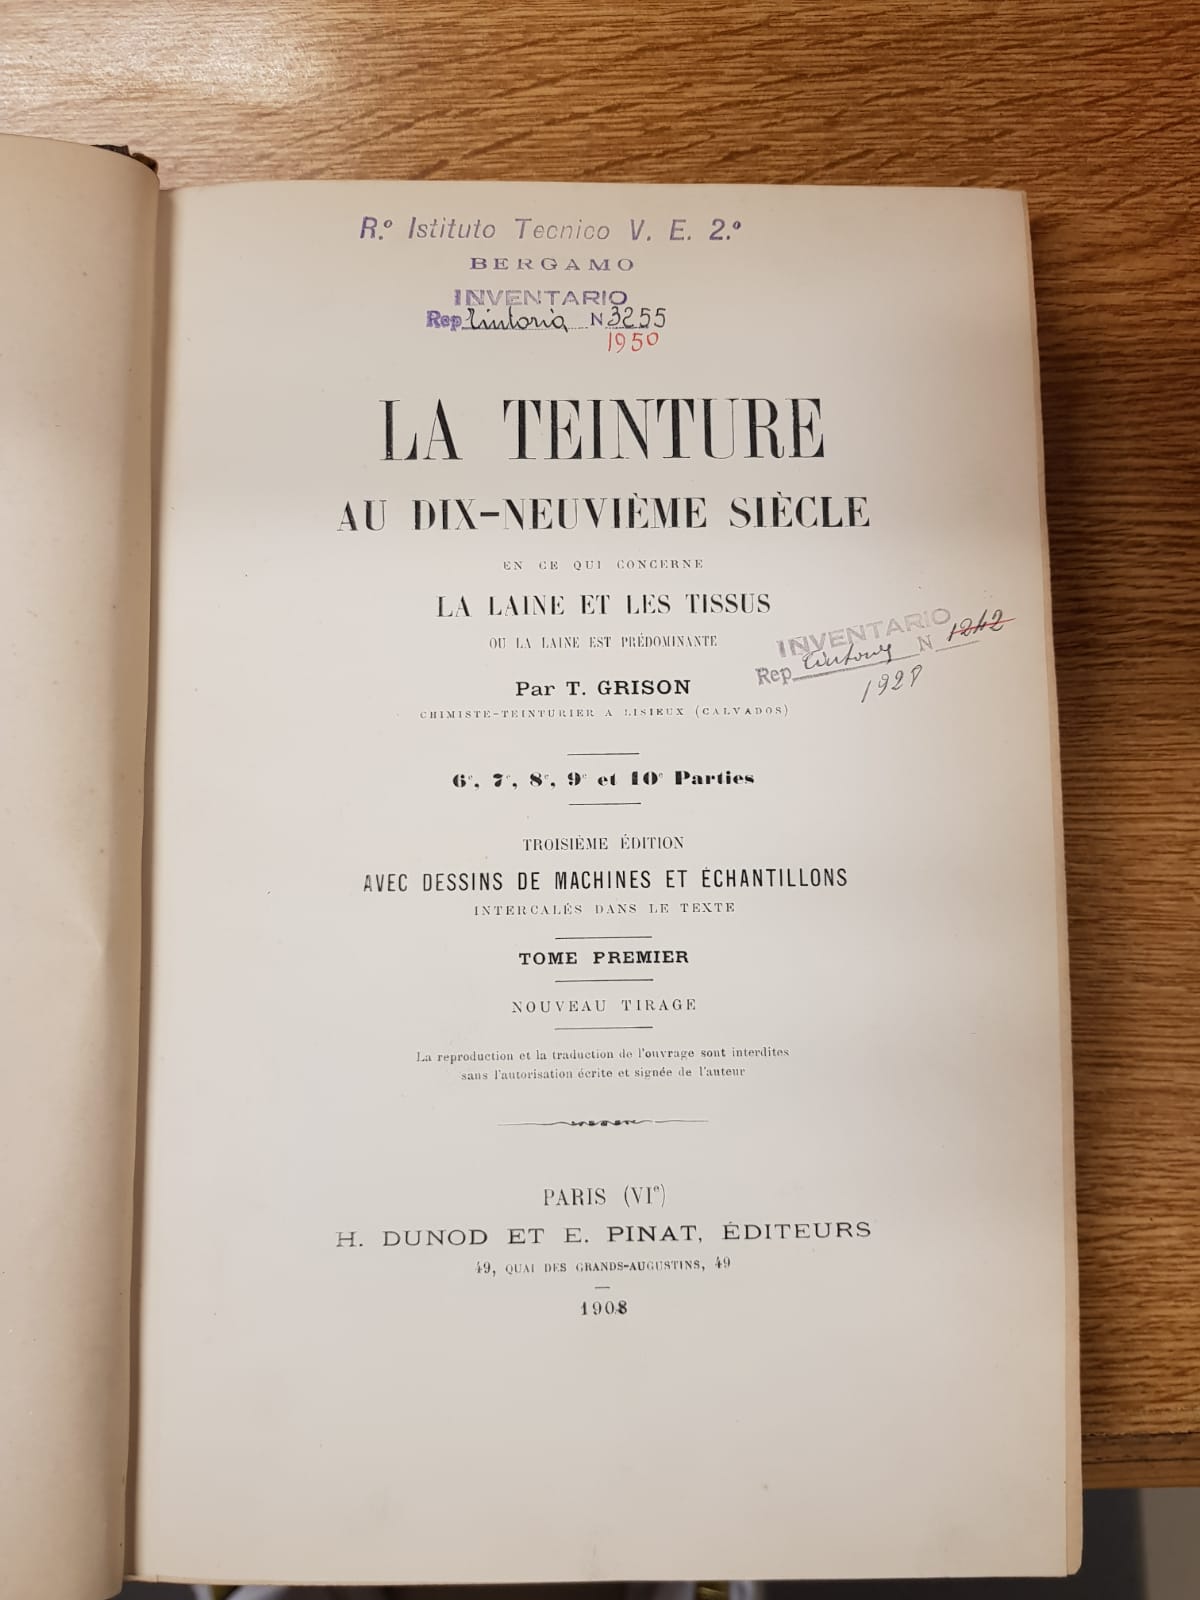 R.º Istituto Tecnico V. E. 2.º
BERGAMO
INVENTARIO
Rep Tintoria N 3255
1950
LA TEINTURE
AU DIX-NEUVIÈME SIÈCLE
EN CE QUI CONCERNE
LA LAINE ET LES TISSUS
OU LA LAINE EST PRÉDOMINANTE
INVENTARIO
Rep Tintoria N 1242
1928
Par T. GRISON
CHIMISTE-TEINTURIER A LISIEUX (CALVADOS)
6e, 7e, 8e, 9e et 10e Parties
TROISIÈME ÉDITION
AVEC DESSINS DE MACHINES ET ÉCHANTILLONS
INTERCALÉS DANS LE TEXTE
TOME PREMIER
NOUVEAU TIRAGE
La reproduction et la traduction de l'ouvrage sont interdites
sans l'autorisation écrite et signée de l'auteur
PARIS (VIe)
H. DUNOD ET E. PINAT, ÉDITEURS
49, QUAI DES GRANDS-AUGUSTINS, 49
1908